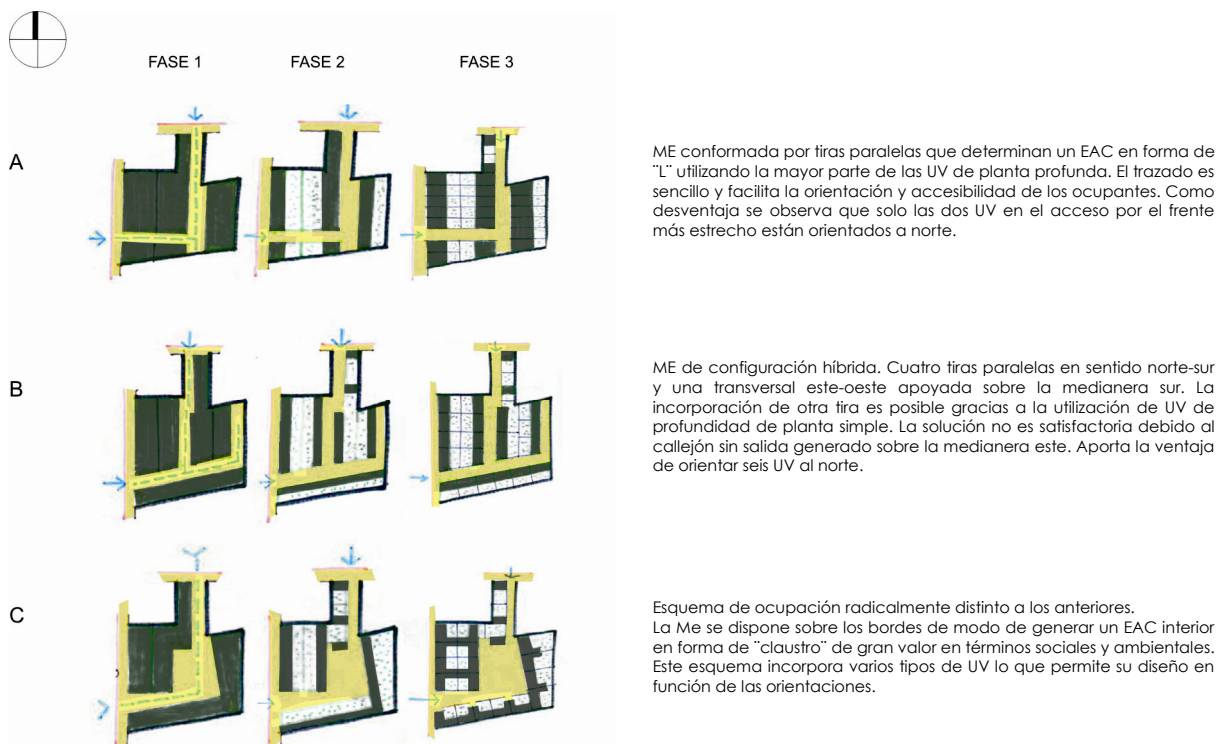 FASE 1 FASE 2 FASE 3
A
ME conformada por tiras paralelas que determinan un EAC en forma de
¨L¨ utilizando la mayor parte de las UV de planta profunda. El trazado es
sencillo y facilita la orientación y accesibilidad de los ocupantes. Como
desventaja se observa que solo las dos UV en el acceso por el frente
más estrecho están orientados a norte.
B
ME de configuración híbrida. Cuatro tiras paralelas en sentido norte-sur
y una transversal este-oeste apoyada sobre la medianera sur. La
incorporación de otra tira es posible gracias a la utilización de UV de
profundidad de planta simple. La solución no es satisfactoria debido al
callejón sin salida generado sobre la medianera este. Aporta la ventaja
de orientar seis UV al norte.
C
Esquema de ocupación radicalmente distinto a los anteriores.
La Me se dispone sobre los bordes de modo de generar un EAC interior
en forma de ¨claustro¨ de gran valor en términos sociales y ambientales.
Este esquema incorpora varios tipos de UV lo que permite su diseño en
función de las orientaciones.